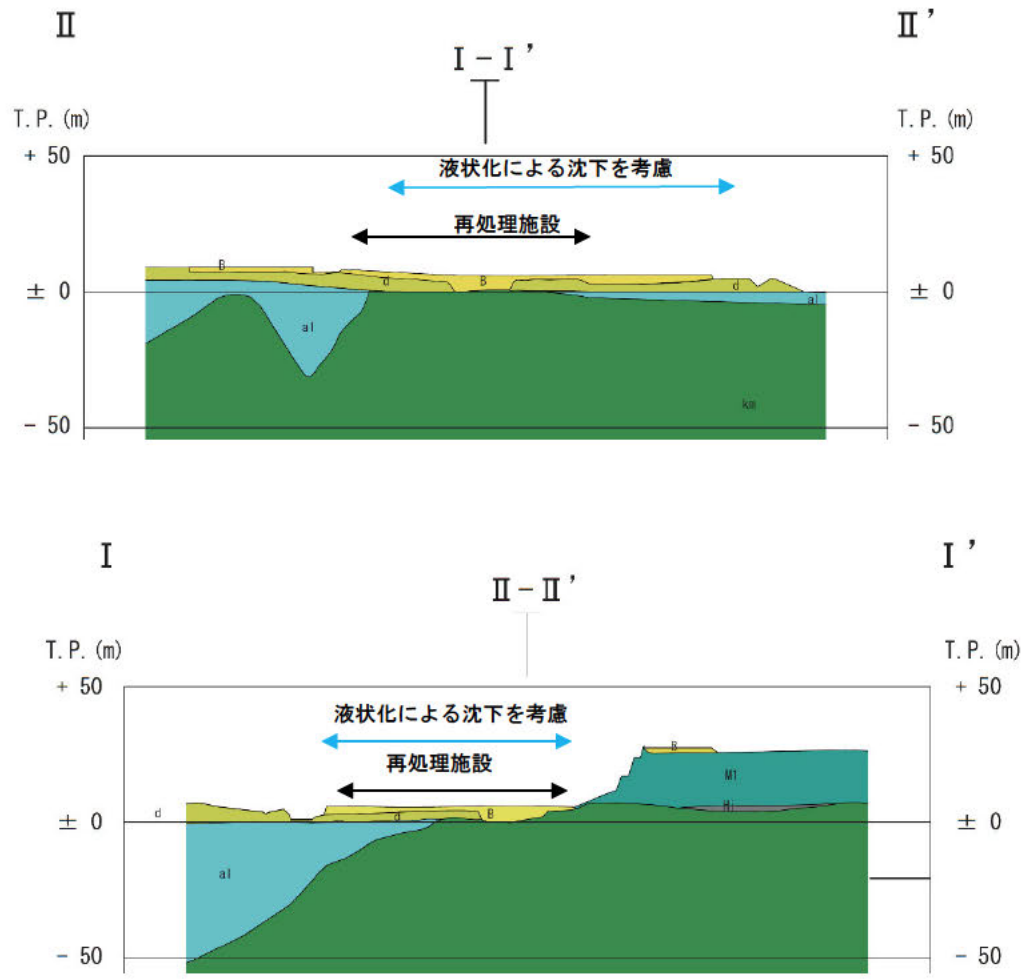 Ⅱ Ⅱ’
Ⅰ－Ⅰ’
T. P. (m) T. P. (m)
+ 50 + 50
液状化による沈下を考慮
再処理施設
B
d B d
± 0 ± 0
al al
km
- 50 - 50
Ⅰ Ⅰ’
Ⅱ－Ⅱ’
T. P. (m) T. P. (m)
+ 50 + 50
液状化による沈下を考慮
B
再処理施設
M1
d d B
± 0 ± 0
al
- 50 - 50